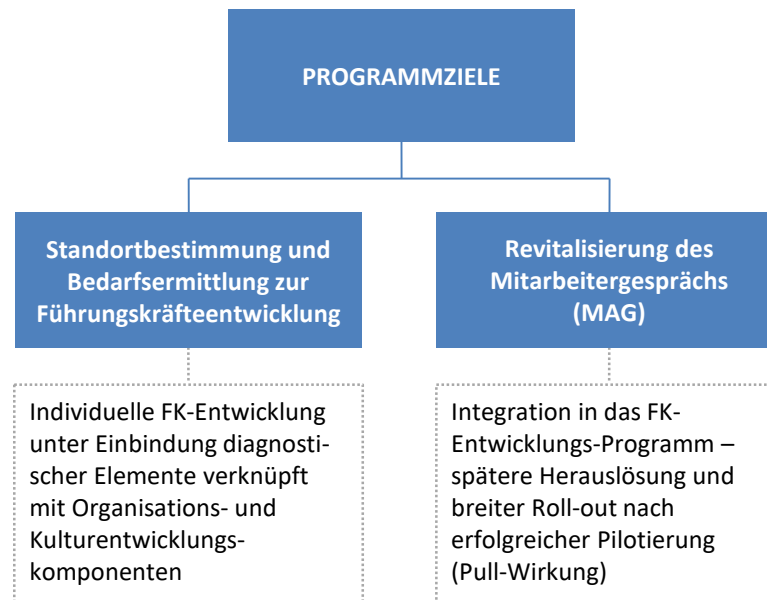 PROGRAMMZIELE
Standortbestimmung und
Bedarfsermittlung zur
Führungskräfteentwicklung
Revitalisierung des
Mitarbeitergesprächs
(MAG)
Individuelle FK-Entwicklung
unter Einbindung diagnosti-
scher Elemente verknüpft
mit Organisations- und
Kulturentwicklungs-
komponenten
Integration in das FK-
Entwicklungs-Programm –
spätere Herauslösung und
breiter Roll-out nach
erfolgreicher Pilotierung
(Pull-Wirkung)